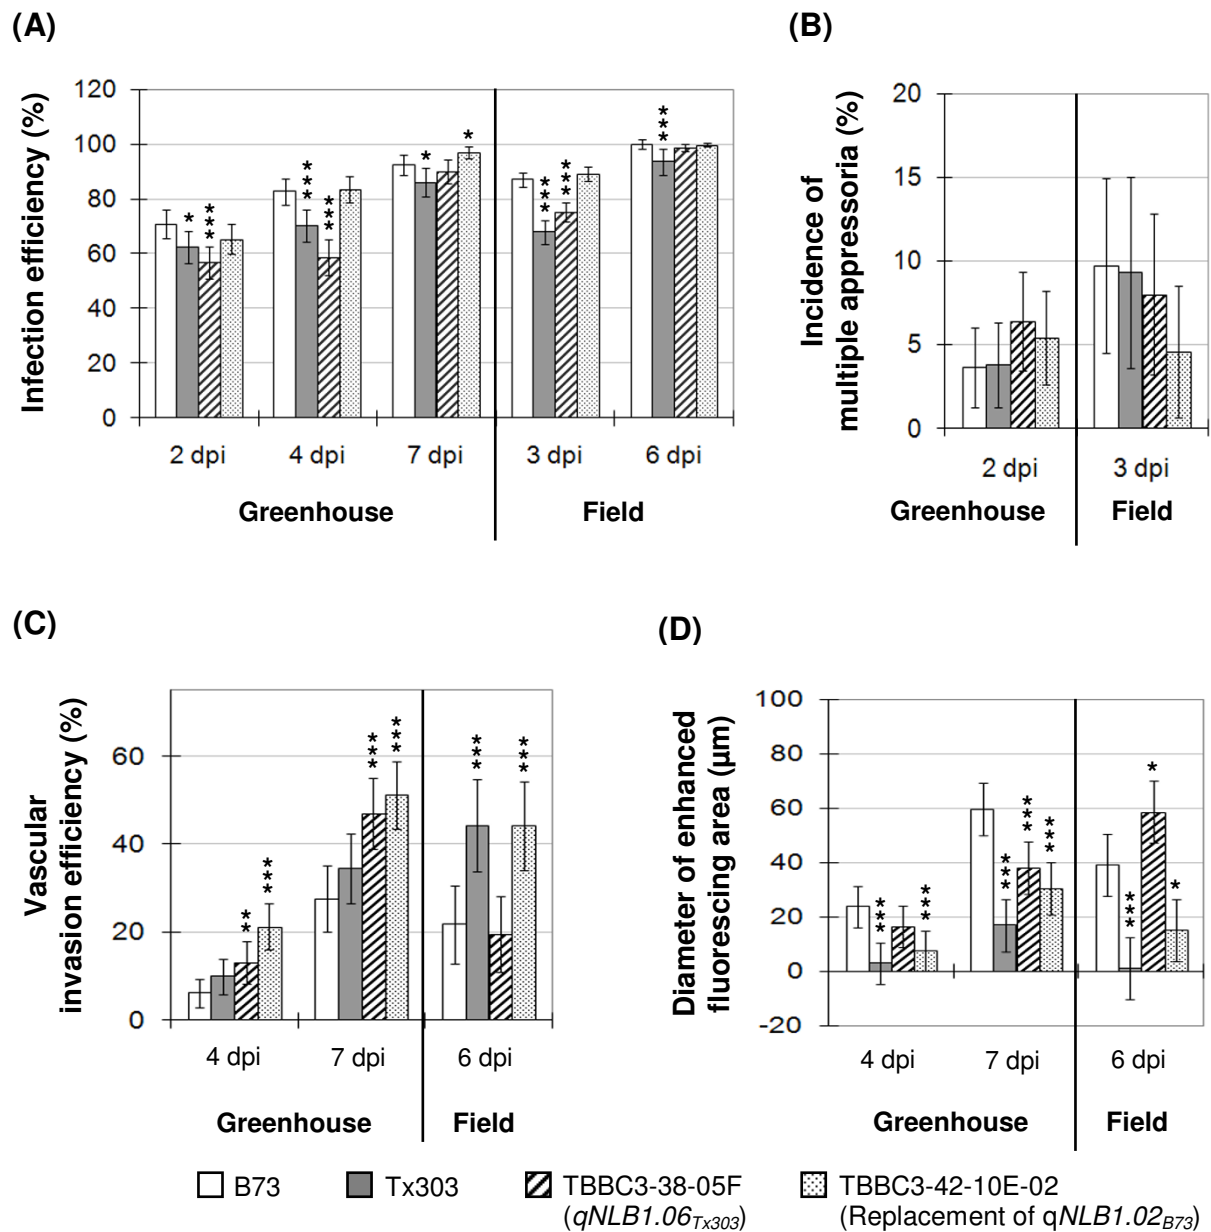 (A)
Infection efficiency (%)
120
100
80
60
40
20
0
*
***
***
***
*
*
***
***
***
2 dpi
4 dpi
7 dpi
3 dpi
6 dpi
Greenhouse
Field
(B)
Incidence of
multiple appressoria (%)
20
15
10
5
0
2 dpi
3 dpi
Greenhouse
Field
(C)
Vascular
invasion efficiency (%)
60
40
20
0
**
***
***
***
***
***
4 dpi
7 dpi
6 dpi
Greenhouse
Field
(D)
Diameter of enhanced
fluorescing area (µm)
100
80
60
40
20
0
-20
***
***
***
***
***
***
*
*
4 dpi
7 dpi
6 dpi
Greenhouse
Field
B73
Tx303
TBBC3-38-05F
(qNLB1.06Tx303)
TBBC3-42-10E-02
(Replacement of qNLB1.02B73)